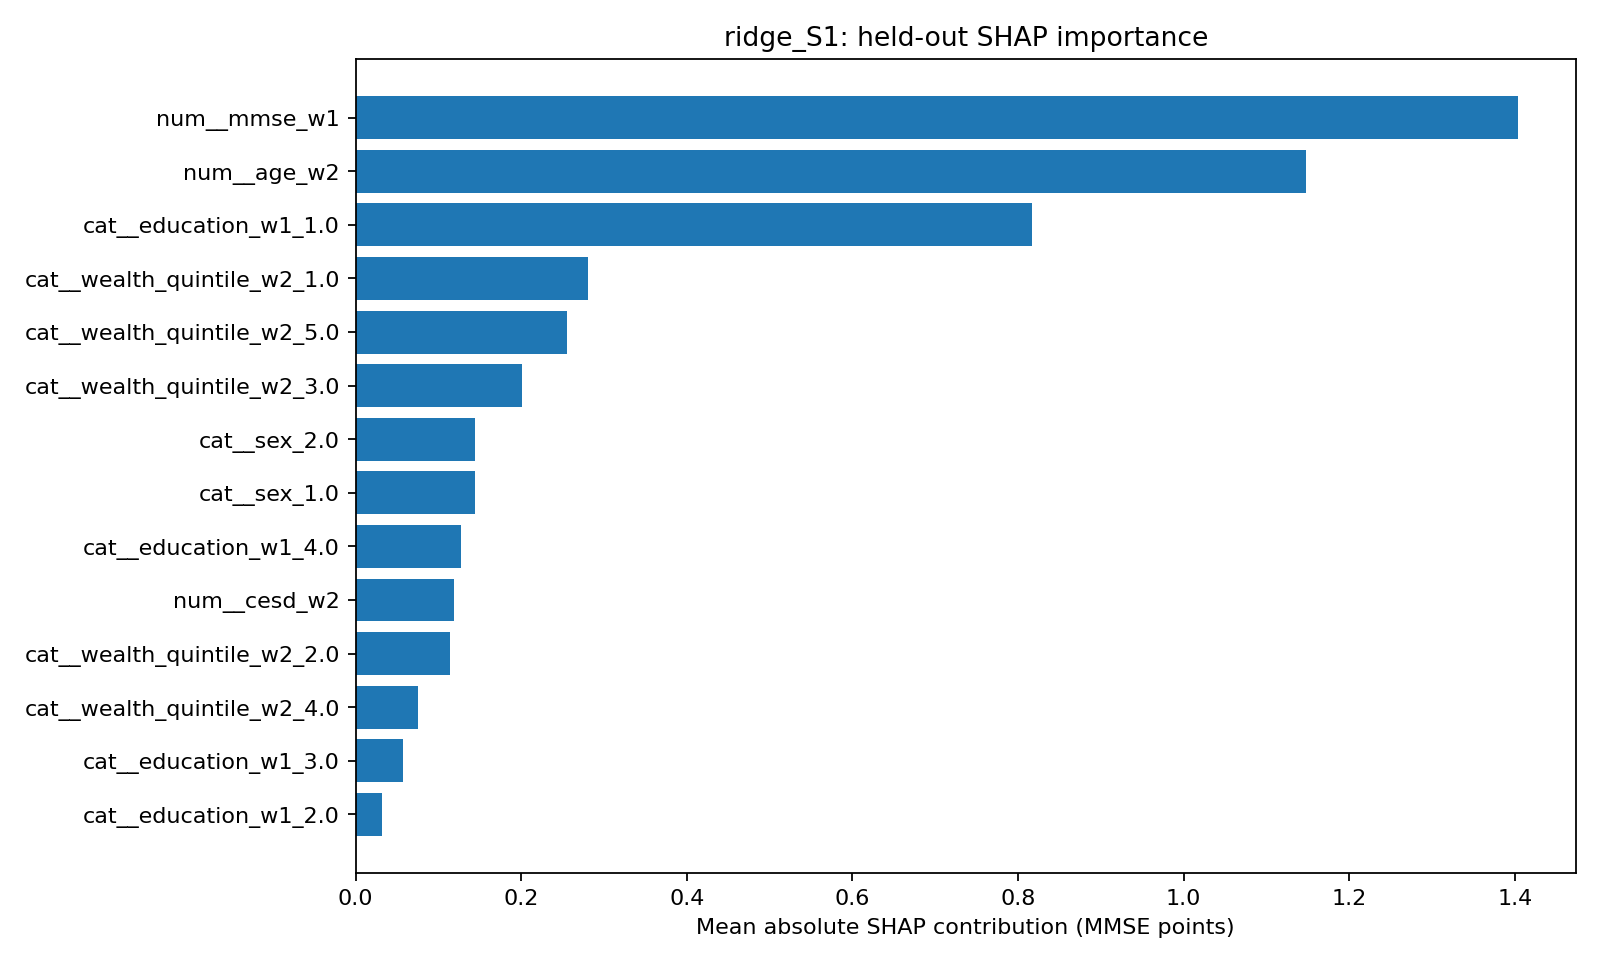 ridge_S1: held-out SHAP importance
num__mmse_w1
num__age_w2
cat__education_w1_1.0
cat__wealth_quintile_w2_1.0
cat__wealth_quintile_w2_5.0
cat__wealth_quintile_w2_3.0
cat__sex_2.0
cat__sex_1.0
cat__education_w1_4.0
num__cesd_w2
cat__wealth_quintile_w2_2.0
cat__wealth_quintile_w2_4.0
cat__education_w1_3.0
cat__education_w1_2.0
0.0 0.2 0.4 0.6 0.8 1.0 1.2 1.4
Mean absolute SHAP contribution (MMSE points)